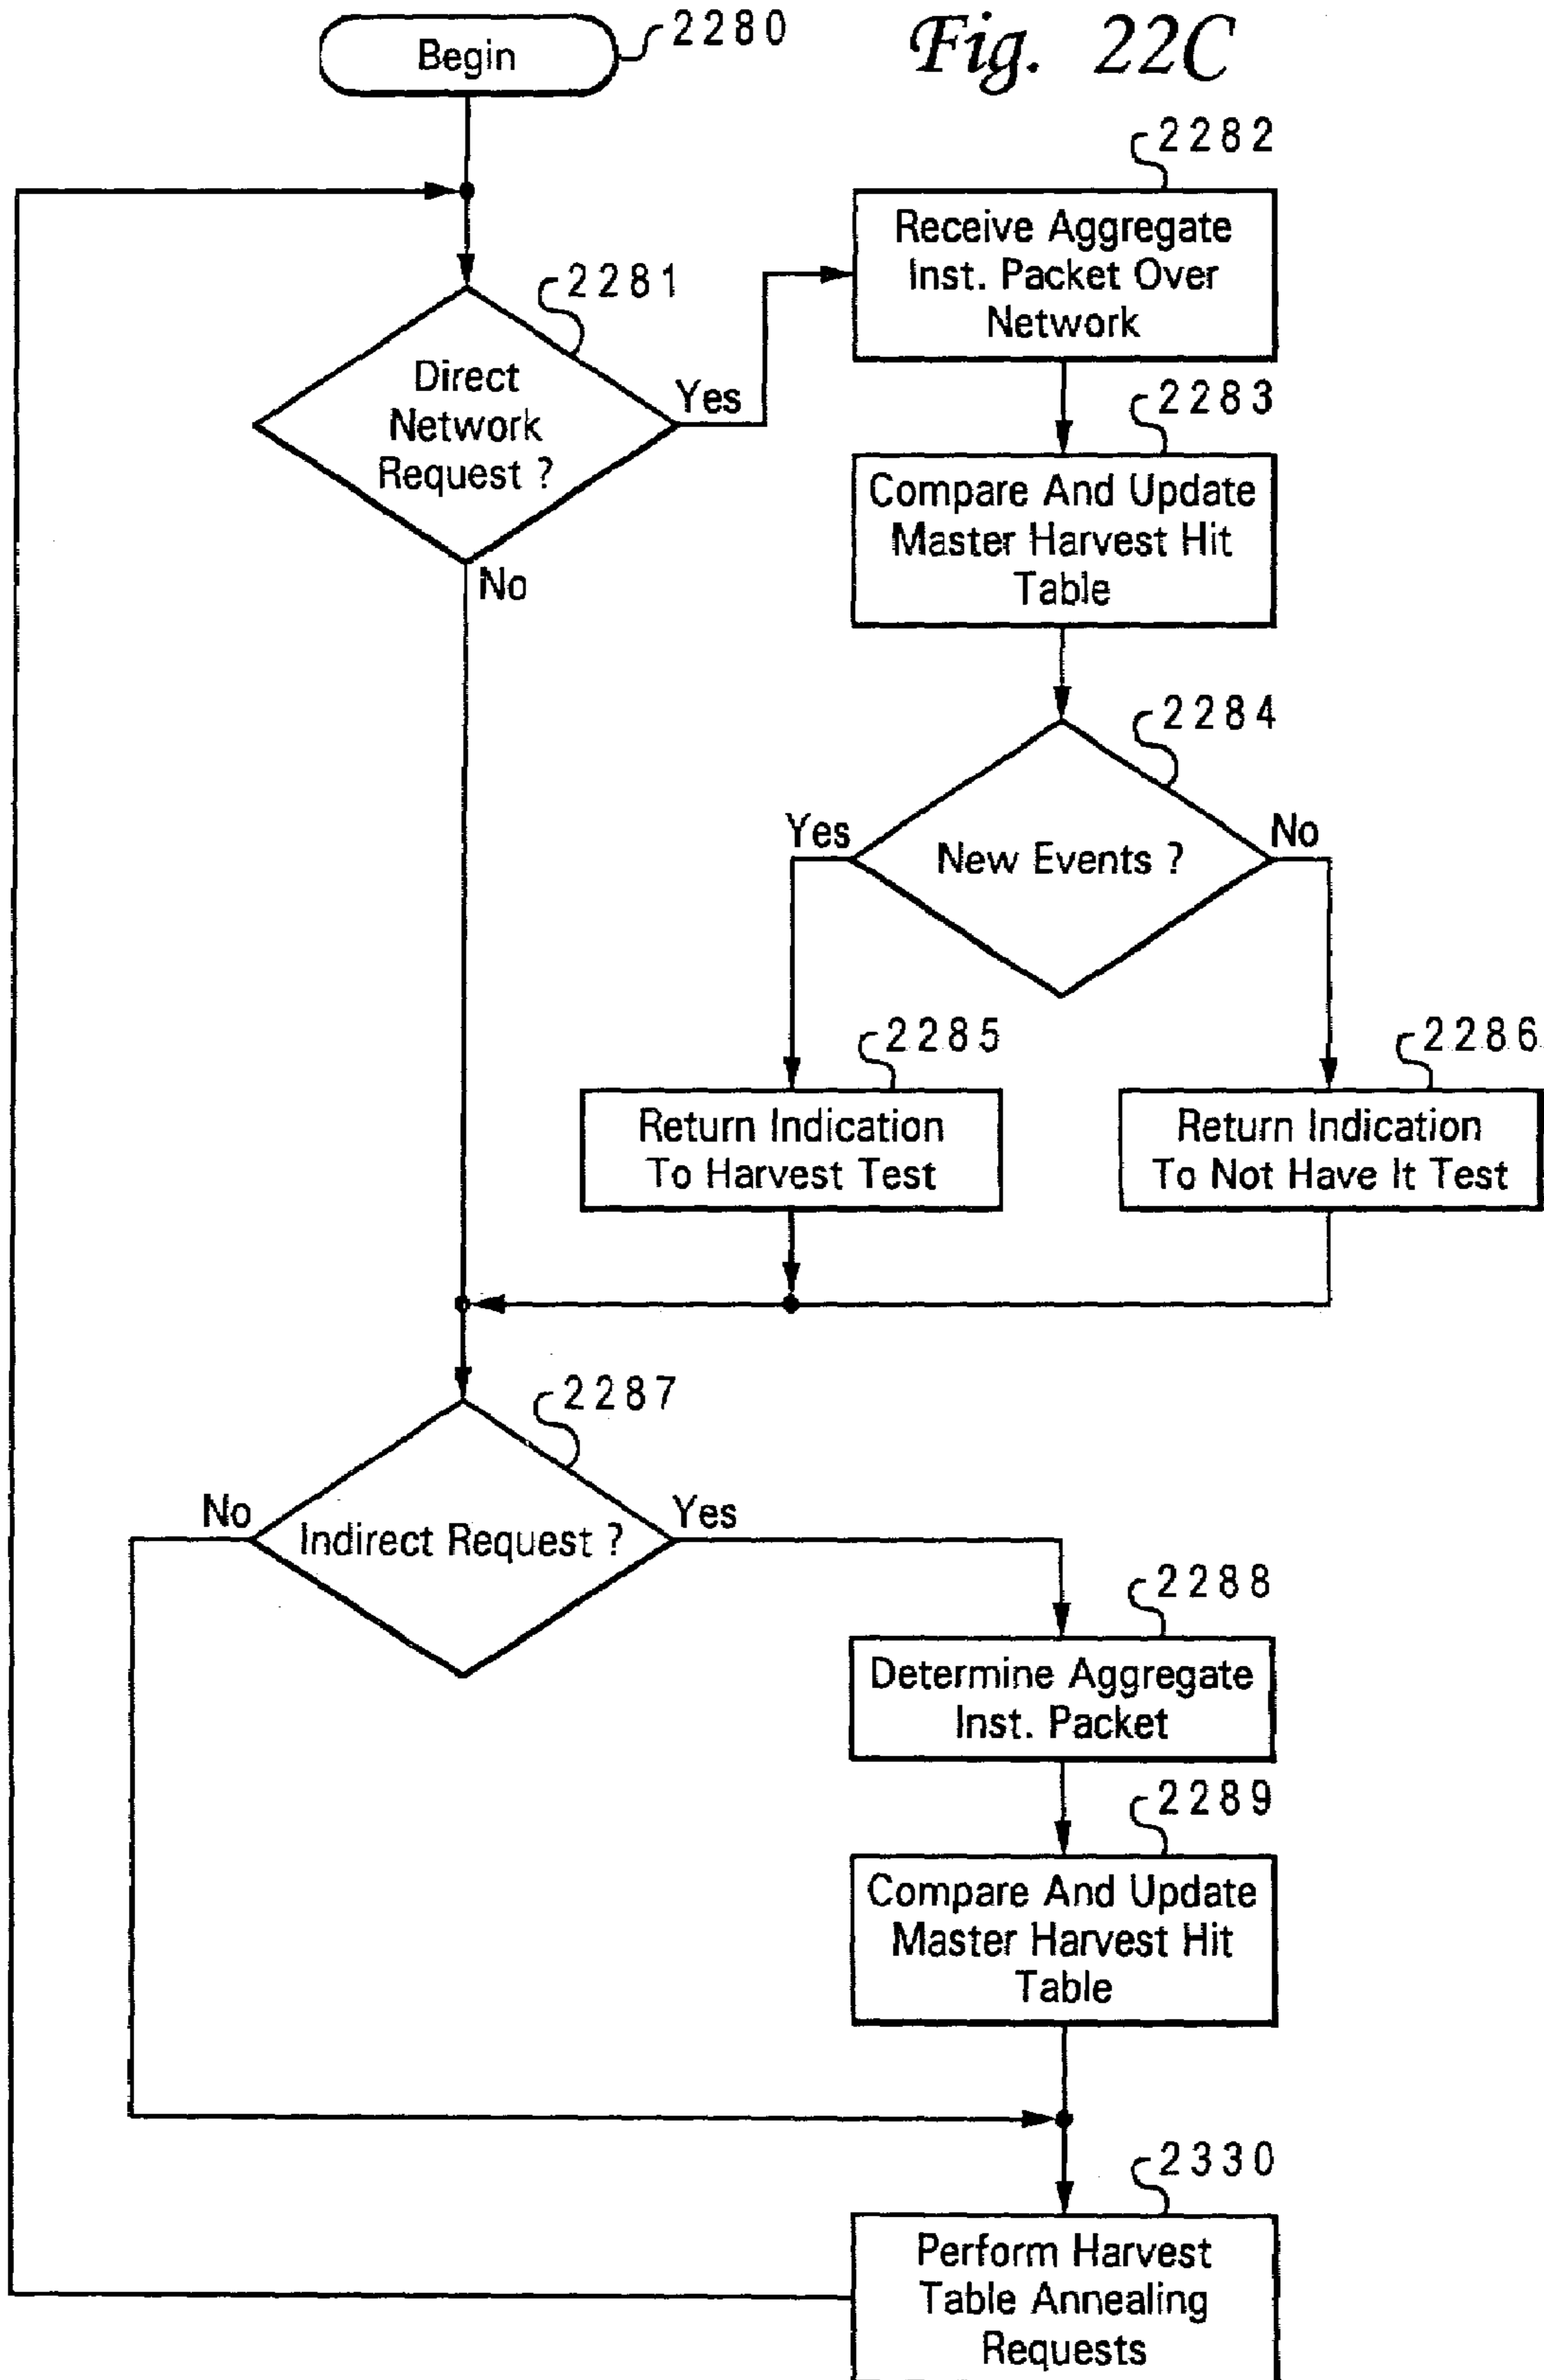 Begin
2280
Fig. 22C
2282
Receive Aggregate
Inst. Packet Over
Network
2281
Direct
Network
Request ?
Yes
No
2283
Compare And Update
Master Harvest Hit
Table
2284
New Events ?
Yes
No
2285
Return Indication
To Harvest Test
2286
Return Indication
To Not Have It Test
2287
Indirect Request ?
No
Yes
2288
Determine Aggregate
Inst. Packet
2289
Compare And Update
Master Harvest Hit
Table
2330
Perform Harvest
Table Annealing
Requests